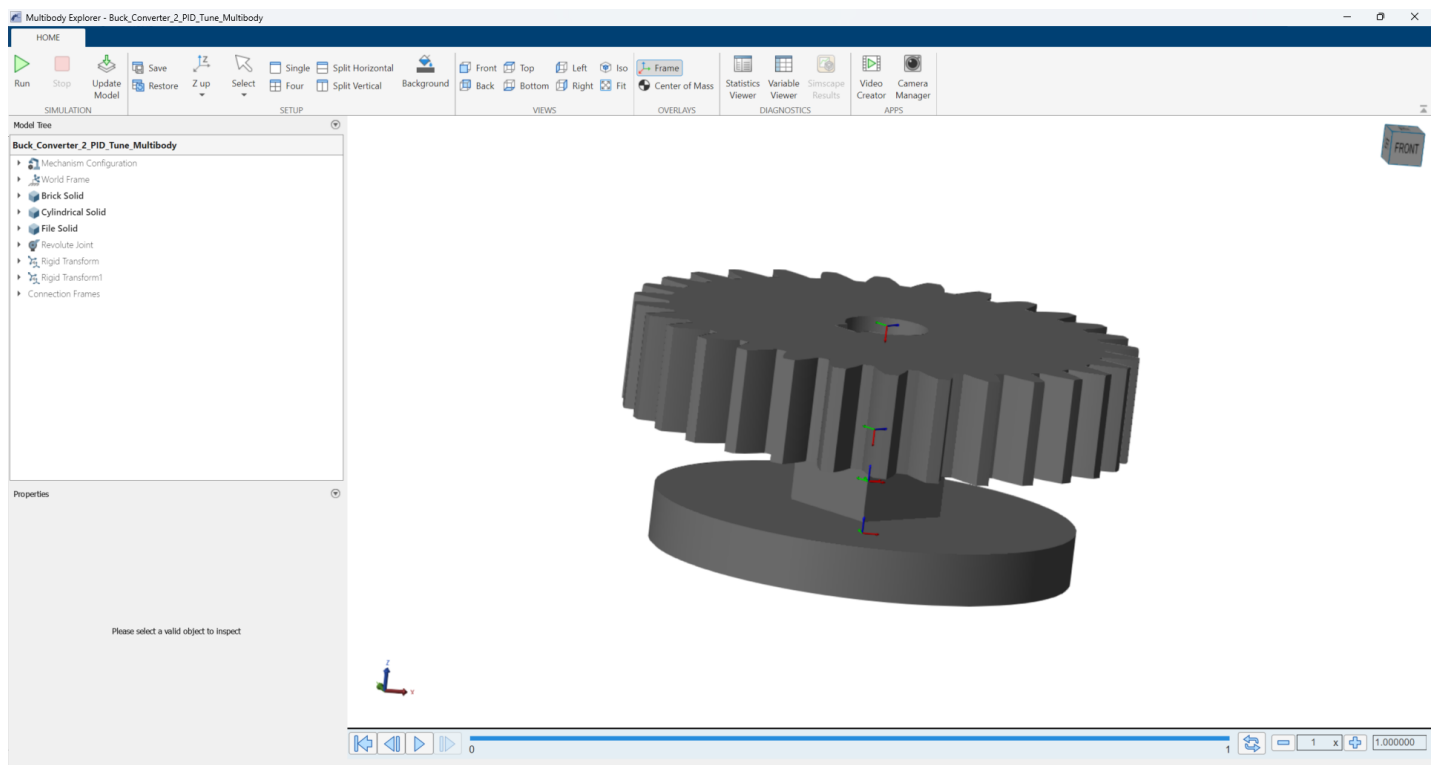 Multibody Explorer - Buck_Converter_2_PID_Tune_Multibody
HOME
Run
Stop
Update Model
SIMULATION
Save
Restore
Z up
Select
Single
Four
Split Horizontal
Split Vertical
Background
SETUP
Front
Top
Left
Iso
Back
Bottom
Right
Fit
VIEWS
Frame
Center of Mass
OVERLAYS
Statistics Viewer
Variable Viewer
Simscape Results
DIAGNOSTICS
Video Creator
Camera Manager
APPS
Model Tree
Buck_Converter_2_PID_Tune_Multibody
Mechanism Configuration
World Frame
Brick Solid
Cylindrical Solid
File Solid
Revolute Joint
Rigid Transform
Rigid Transform1
Connection Frames
Properties
Please select a valid object to inspect
FRONT
Z
0
1
1 x
1.000000